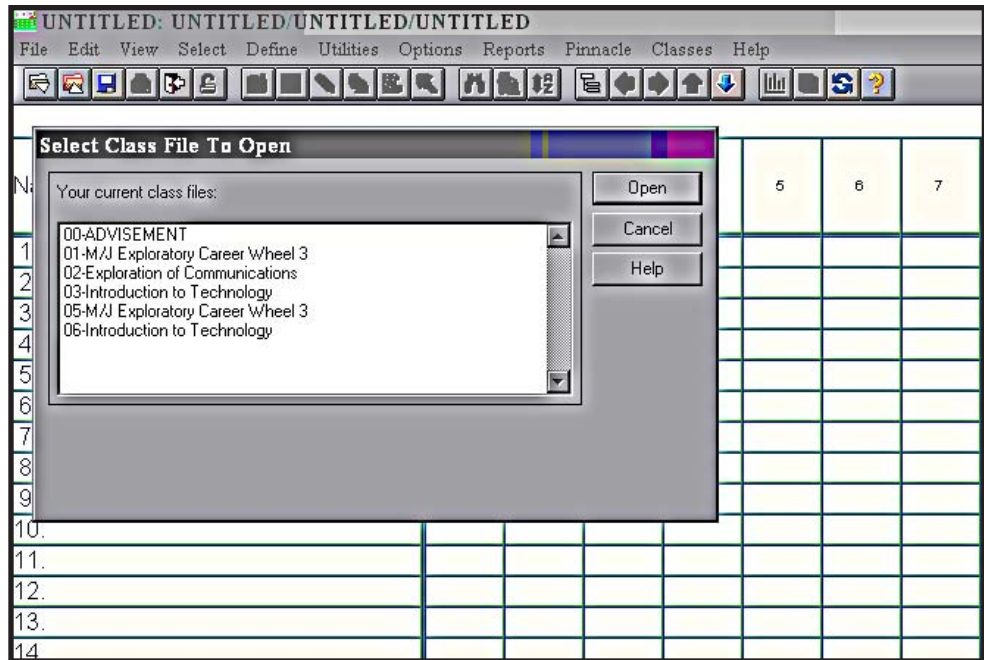 UNTITLED: UNTITLED/UNTITLED/UNTITLED
File Edit View Select Define Utilities Options Reports Pinnacle Classes Help
Select Class File To Open
Your current class files:
00-ADVISEMENT
01-M/J Exploratory Career Wheel 3
02-Exploration of Communications
03-Introduction to Technology
05-M/J Exploratory Career Wheel 3
06-Introduction to Technology
Open
Cancel
Help
5 6 7
1
2
3
4
5
6
7
8
9
10.
11.
12.
13.
14